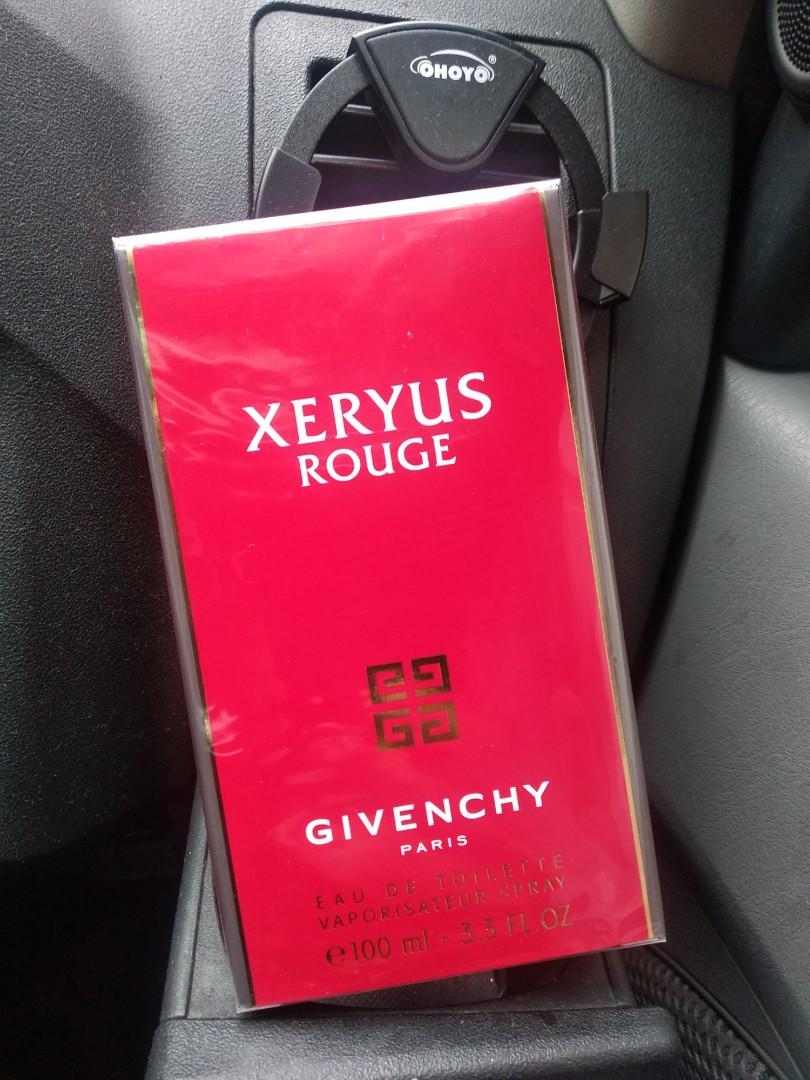 OHOYO®
XERYUS
ROUGE
GIVENCHY
PARIS
EAU DE TOILETTE
VAPORISATEUR SPRAY
℮100 ml - 3.3 FL.OZ